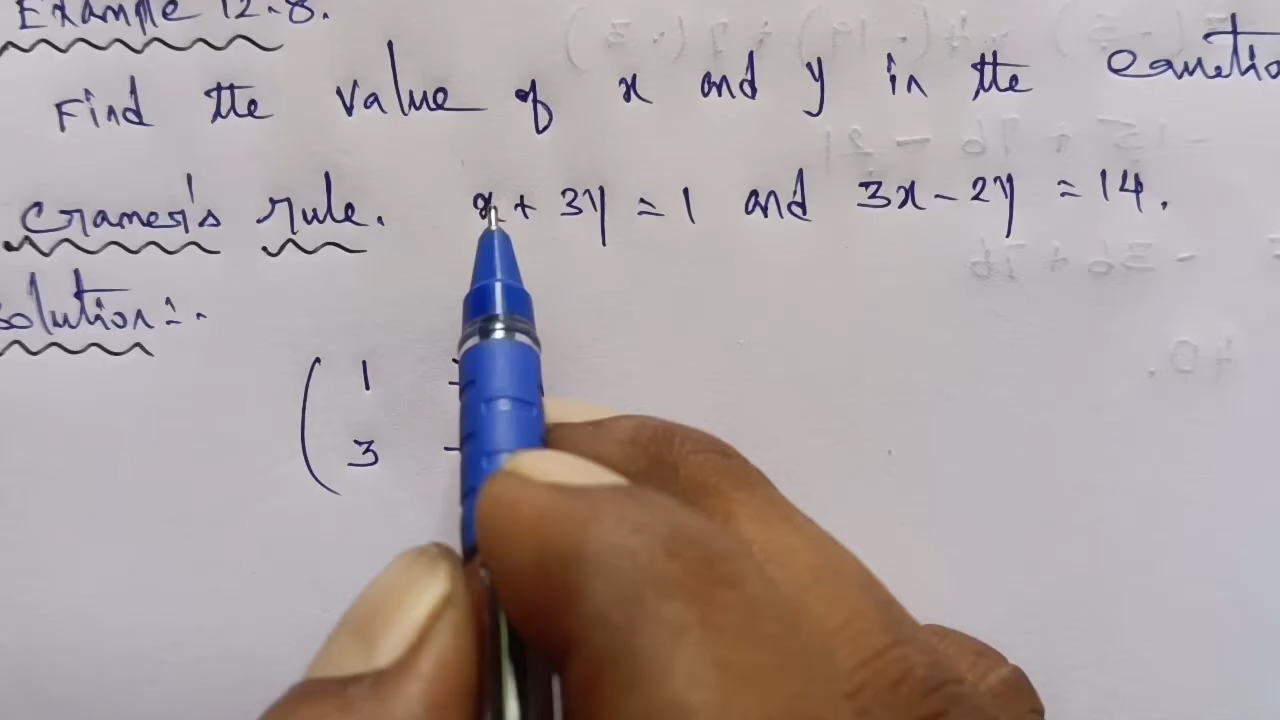 Example 12.8.
Find the value of x and y in the equatio
Cramer's rule. x + 3y = 1 and 3x - 2y = 14.
solution:-.
1
3